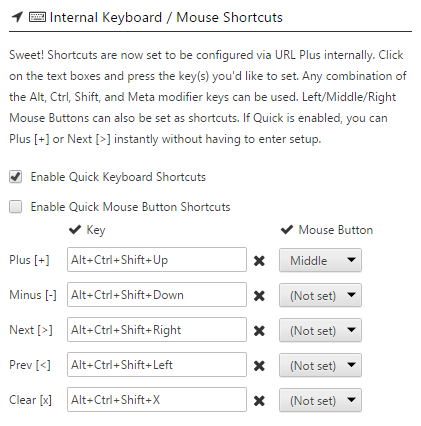 Internal Keyboard / Mouse Shortcuts
Sweet! Shortcuts are now set to be configured via URL Plus internally. Click
on the text boxes and press the key(s) you'd like to set. Any combination of
the Alt, Ctrl, Shift, and Meta modifier keys can be used. Left/Middle/Right
Mouse Buttons can also be set as shortcuts. If Quick is enabled, you can
Plus [+] or Next [>] instantly without having to enter setup.
Enable Quick Keyboard Shortcuts
Enable Quick Mouse Button Shortcuts
Key Mouse Button
Plus [+] Alt+Ctrl+Shift+Up Middle
Minus [-] Alt+Ctrl+Shift+Down (Not set)
Next [>] Alt+Ctrl+Shift+Right (Not set)
Prev [<] Alt+Ctrl+Shift+Left (Not set)
Clear [x] Alt+Ctrl+Shift+X (Not set)